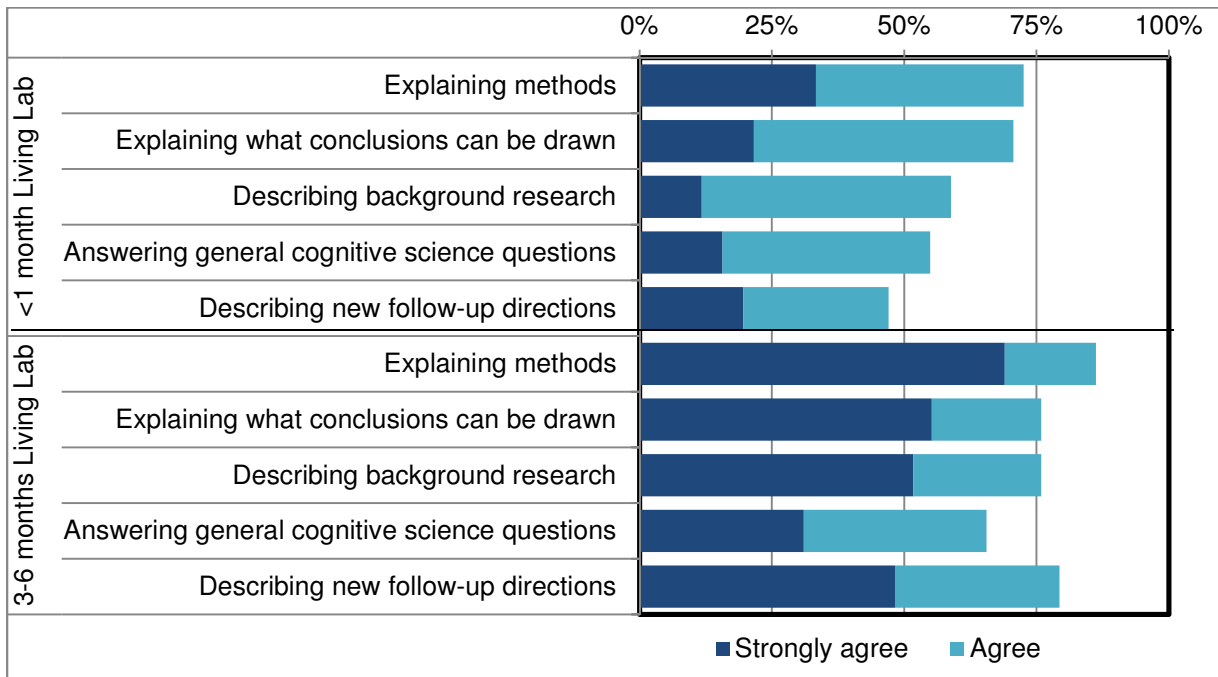 0% 25% 50% 75% 100%
<1 month Living Lab
Explaining methods
Explaining what conclusions can be drawn
Describing background research
Answering general cognitive science questions
Describing new follow-up directions
3-6 months Living Lab
Explaining methods
Explaining what conclusions can be drawn
Describing background research
Answering general cognitive science questions
Describing new follow-up directions
Strongly agree Agree